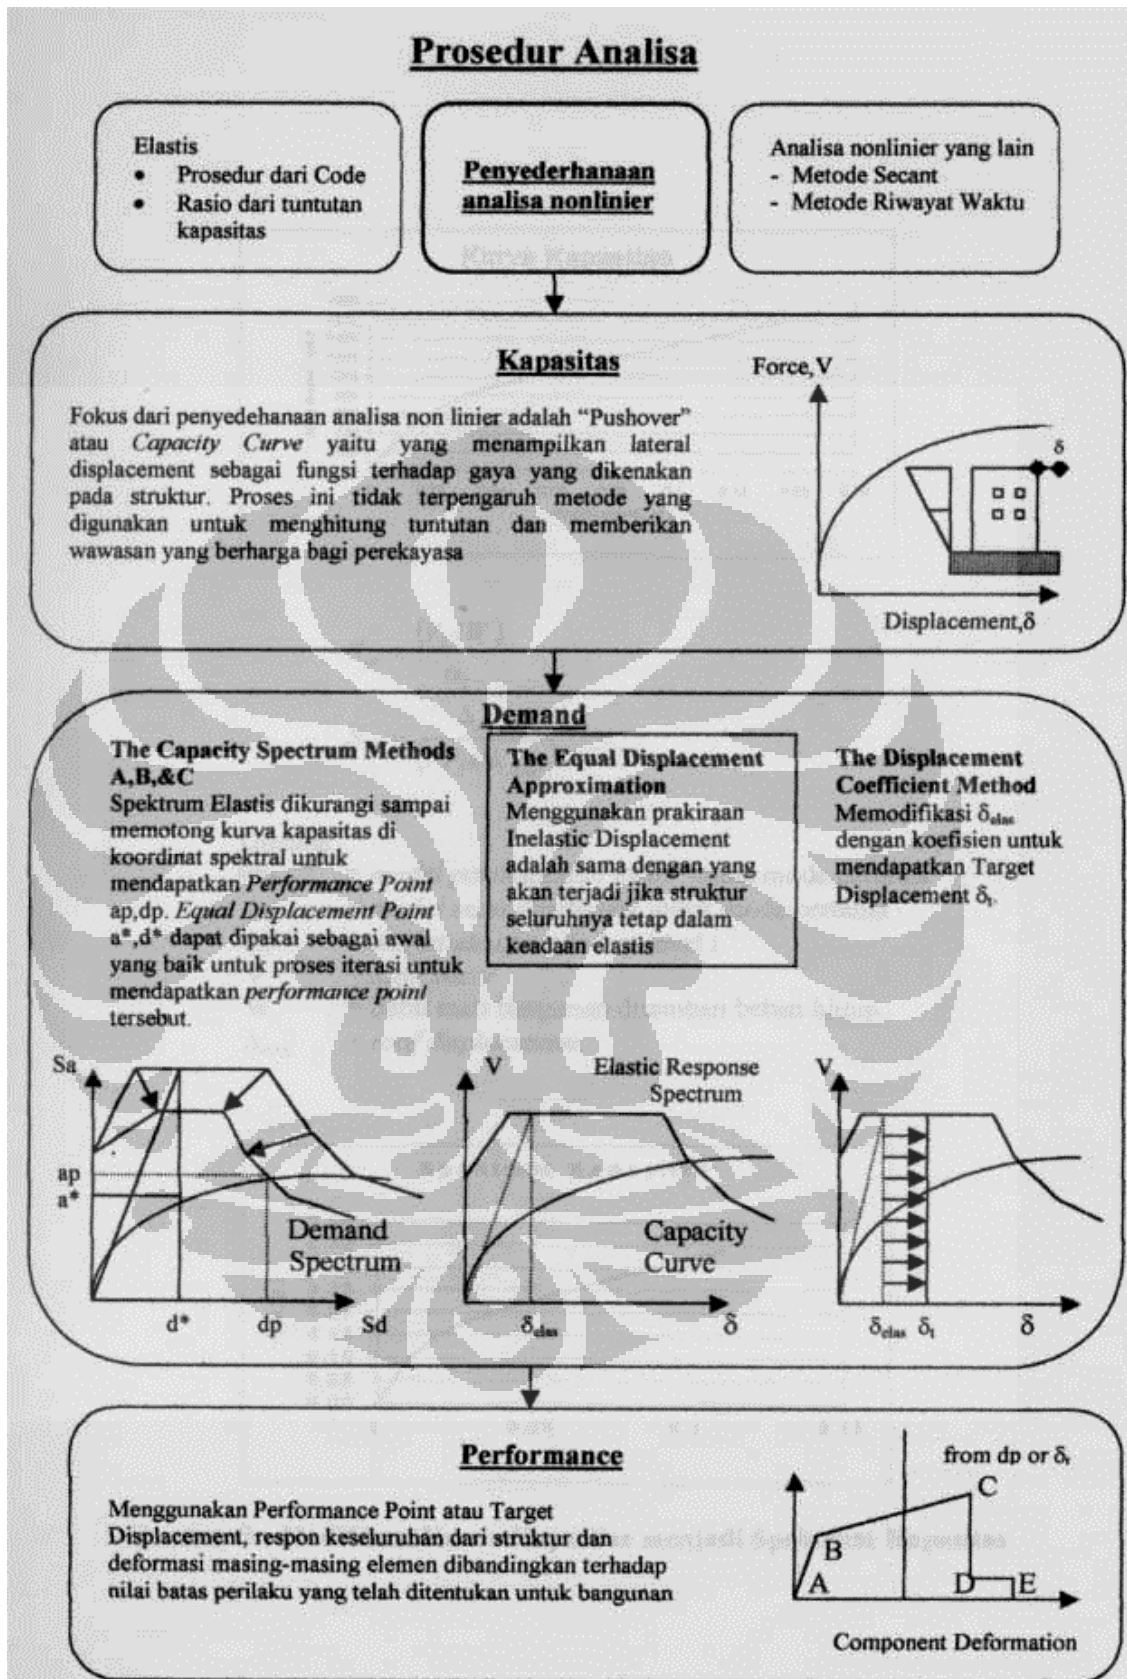 Prosedur Analisa
Elastis
• Prosedur dari Code
• Rasio dari tuntutan
kapasitas
Penyederhanaan
analisa nonlinier
Analisa nonlinier yang lain
- Metode Secant
- Metode Riwayat Waktu
Kapasitas
Fokus dari penyedehanaan analisa non linier adalah “Pushover”
atau Capacity Curve yaitu yang menampilkan lateral
displacement sebagai fungsi terhadap gaya yang dikenakan
pada struktur. Proses ini tidak terpengaruh metode yang
digunakan untuk menghitung tuntutan dan memberikan
wawasan yang berharga bagi perekayasa
Force,V
δ
Displacement,δ
Demand
The Capacity Spectrum Methods
A,B,&C
Spektrum Elastis dikurangi sampai
memotong kurva kapasitas di
koordinat spektral untuk
mendapatkan Performance Point
ap,dp. Equal Displacement Point
a*,d* dapat dipakai sebagai awal
yang baik untuk proses iterasi untuk
mendapatkan performance point
tersebut.
The Equal Displacement
Approximation
Menggunakan prakiraan
Inelastic Displacement
adalah sama dengan yang
akan terjadi jika struktur
seluruhnya tetap dalam
keadaan elastis
The Displacement
Coefficient Method
Memodifikasi δelas
dengan koefisien untuk
mendapatkan Target
Displacement δt.
Sa
ap
a*
Demand
Spectrum
d*
dp
Sd
V
Elastic Response
Spectrum
Capacity
Curve
δelas
δ
V
δelas
δt
δ
Performance
Menggunakan Performance Point atau Target
Displacement, respon keseluruhan dari struktur dan
deformasi masing-masing elemen dibandingkan terhadap
nilai batas perilaku yang telah ditentukan untuk bangunan
from dp or δt
C
B
A
D
E
Component Deformation